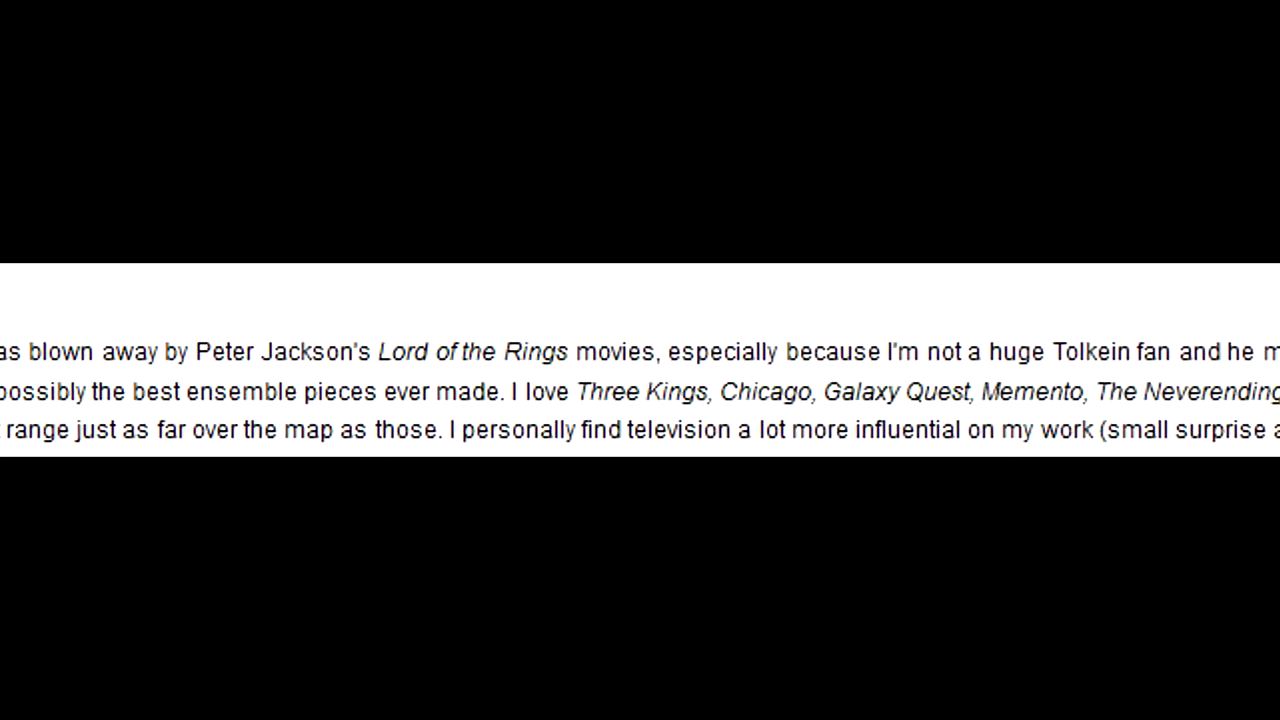 as blown away by Peter Jackson's Lord of the Rings movies, especially because I'm not a huge Tolkein fan and he m
possibly the best ensemble pieces ever made. I love Three Kings, Chicago, Galaxy Quest, Memento, The Neverending
range just as far over the map as those. I personally find television a lot more influential on my work (small surprise a